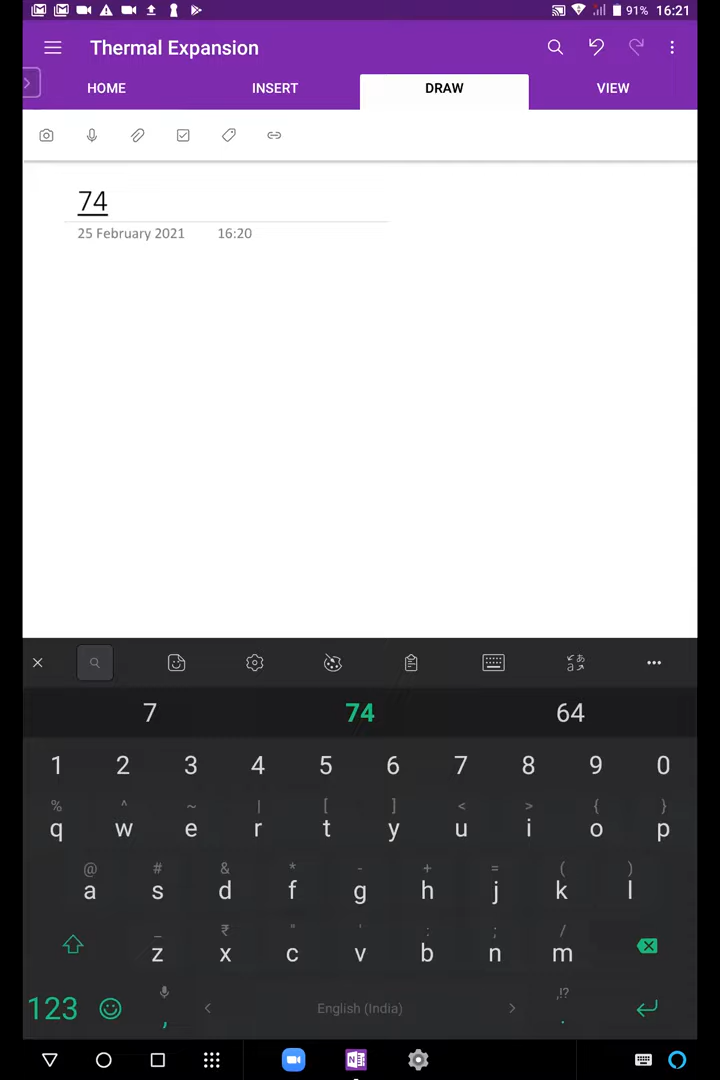 91% 16:21
Thermal Expansion
HOME INSERT DRAW VIEW
74
25 February 2021 16:20
7 74 64
1 2 3 4 5 6 7 8 9 0
% ^ ~ | [ ] < > { }
q w e r t y u i o p
@ # & * - + = ( )
a s d f g h j k l
_ ₹ " ' : ; /
z x c v b n m
123 , < English (India) > ,!? .